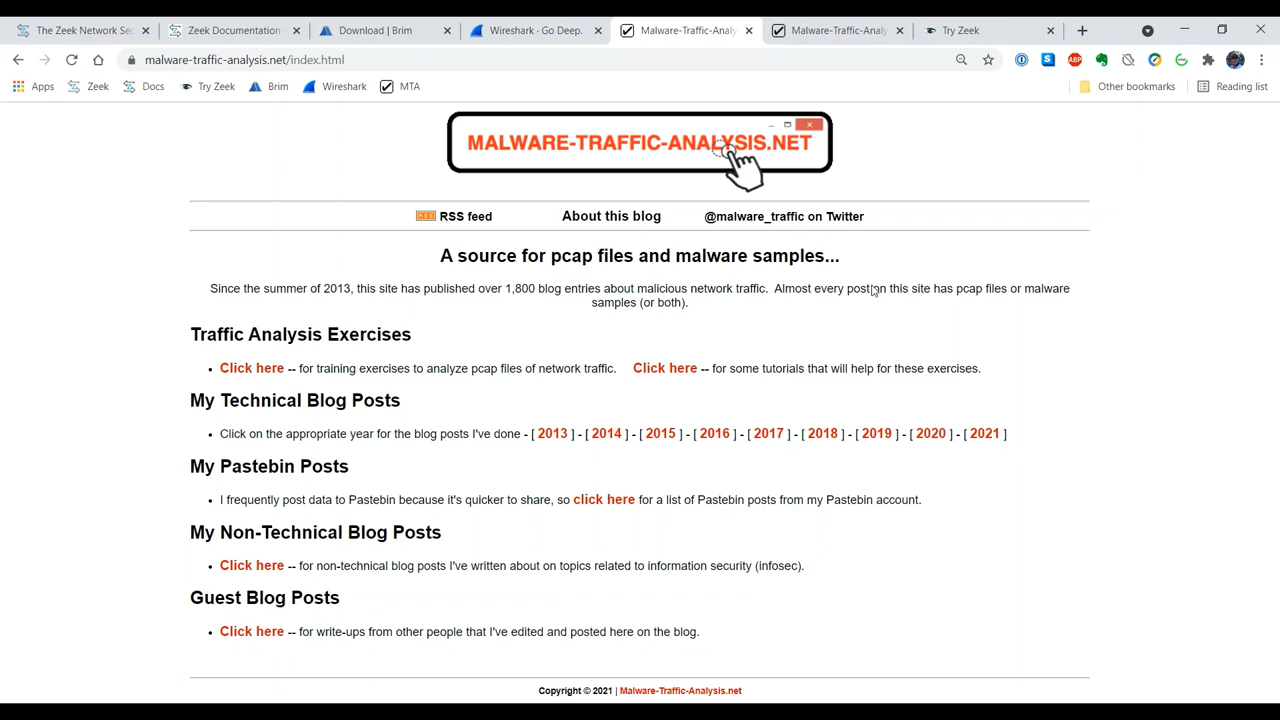 The Zeek Network Sec
Zeek Documentation
Download | Brim
Wireshark · Go Deep.
Malware-Traffic-Analy
Malware-Traffic-Analy
Try Zeek
malware-traffic-analysis.net/index.html
ABP
Apps
Zeek
Docs
Try Zeek
Brim
Wireshark
MTA
Other bookmarks
Reading list
MALWARE-TRAFFIC-ANALYSIS.NET
RSS feed
About this blog
@malware_traffic on Twitter
A source for pcap files and malware samples...
Since the summer of 2013, this site has published over 1,800 blog entries about malicious network traffic. Almost every post on this site has pcap files or malware
samples (or both).
Traffic Analysis Exercises
• Click here -- for training exercises to analyze pcap files of network traffic. Click here -- for some tutorials that will help for these exercises.
My Technical Blog Posts
• Click on the appropriate year for the blog posts I've done - [ 2013 ] - [ 2014 ] - [ 2015 ] - [ 2016 ] - [ 2017 ] - [ 2018 ] - [ 2019 ] - [ 2020 ] - [ 2021 ]
My Pastebin Posts
• I frequently post data to Pastebin because it's quicker to share, so click here for a list of Pastebin posts from my Pastebin account.
My Non-Technical Blog Posts
• Click here -- for non-technical blog posts I've written about on topics related to information security (infosec).
Guest Blog Posts
• Click here -- for write-ups from other people that I've edited and posted here on the blog.
Copyright © 2021 | Malware-Traffic-Analysis.net